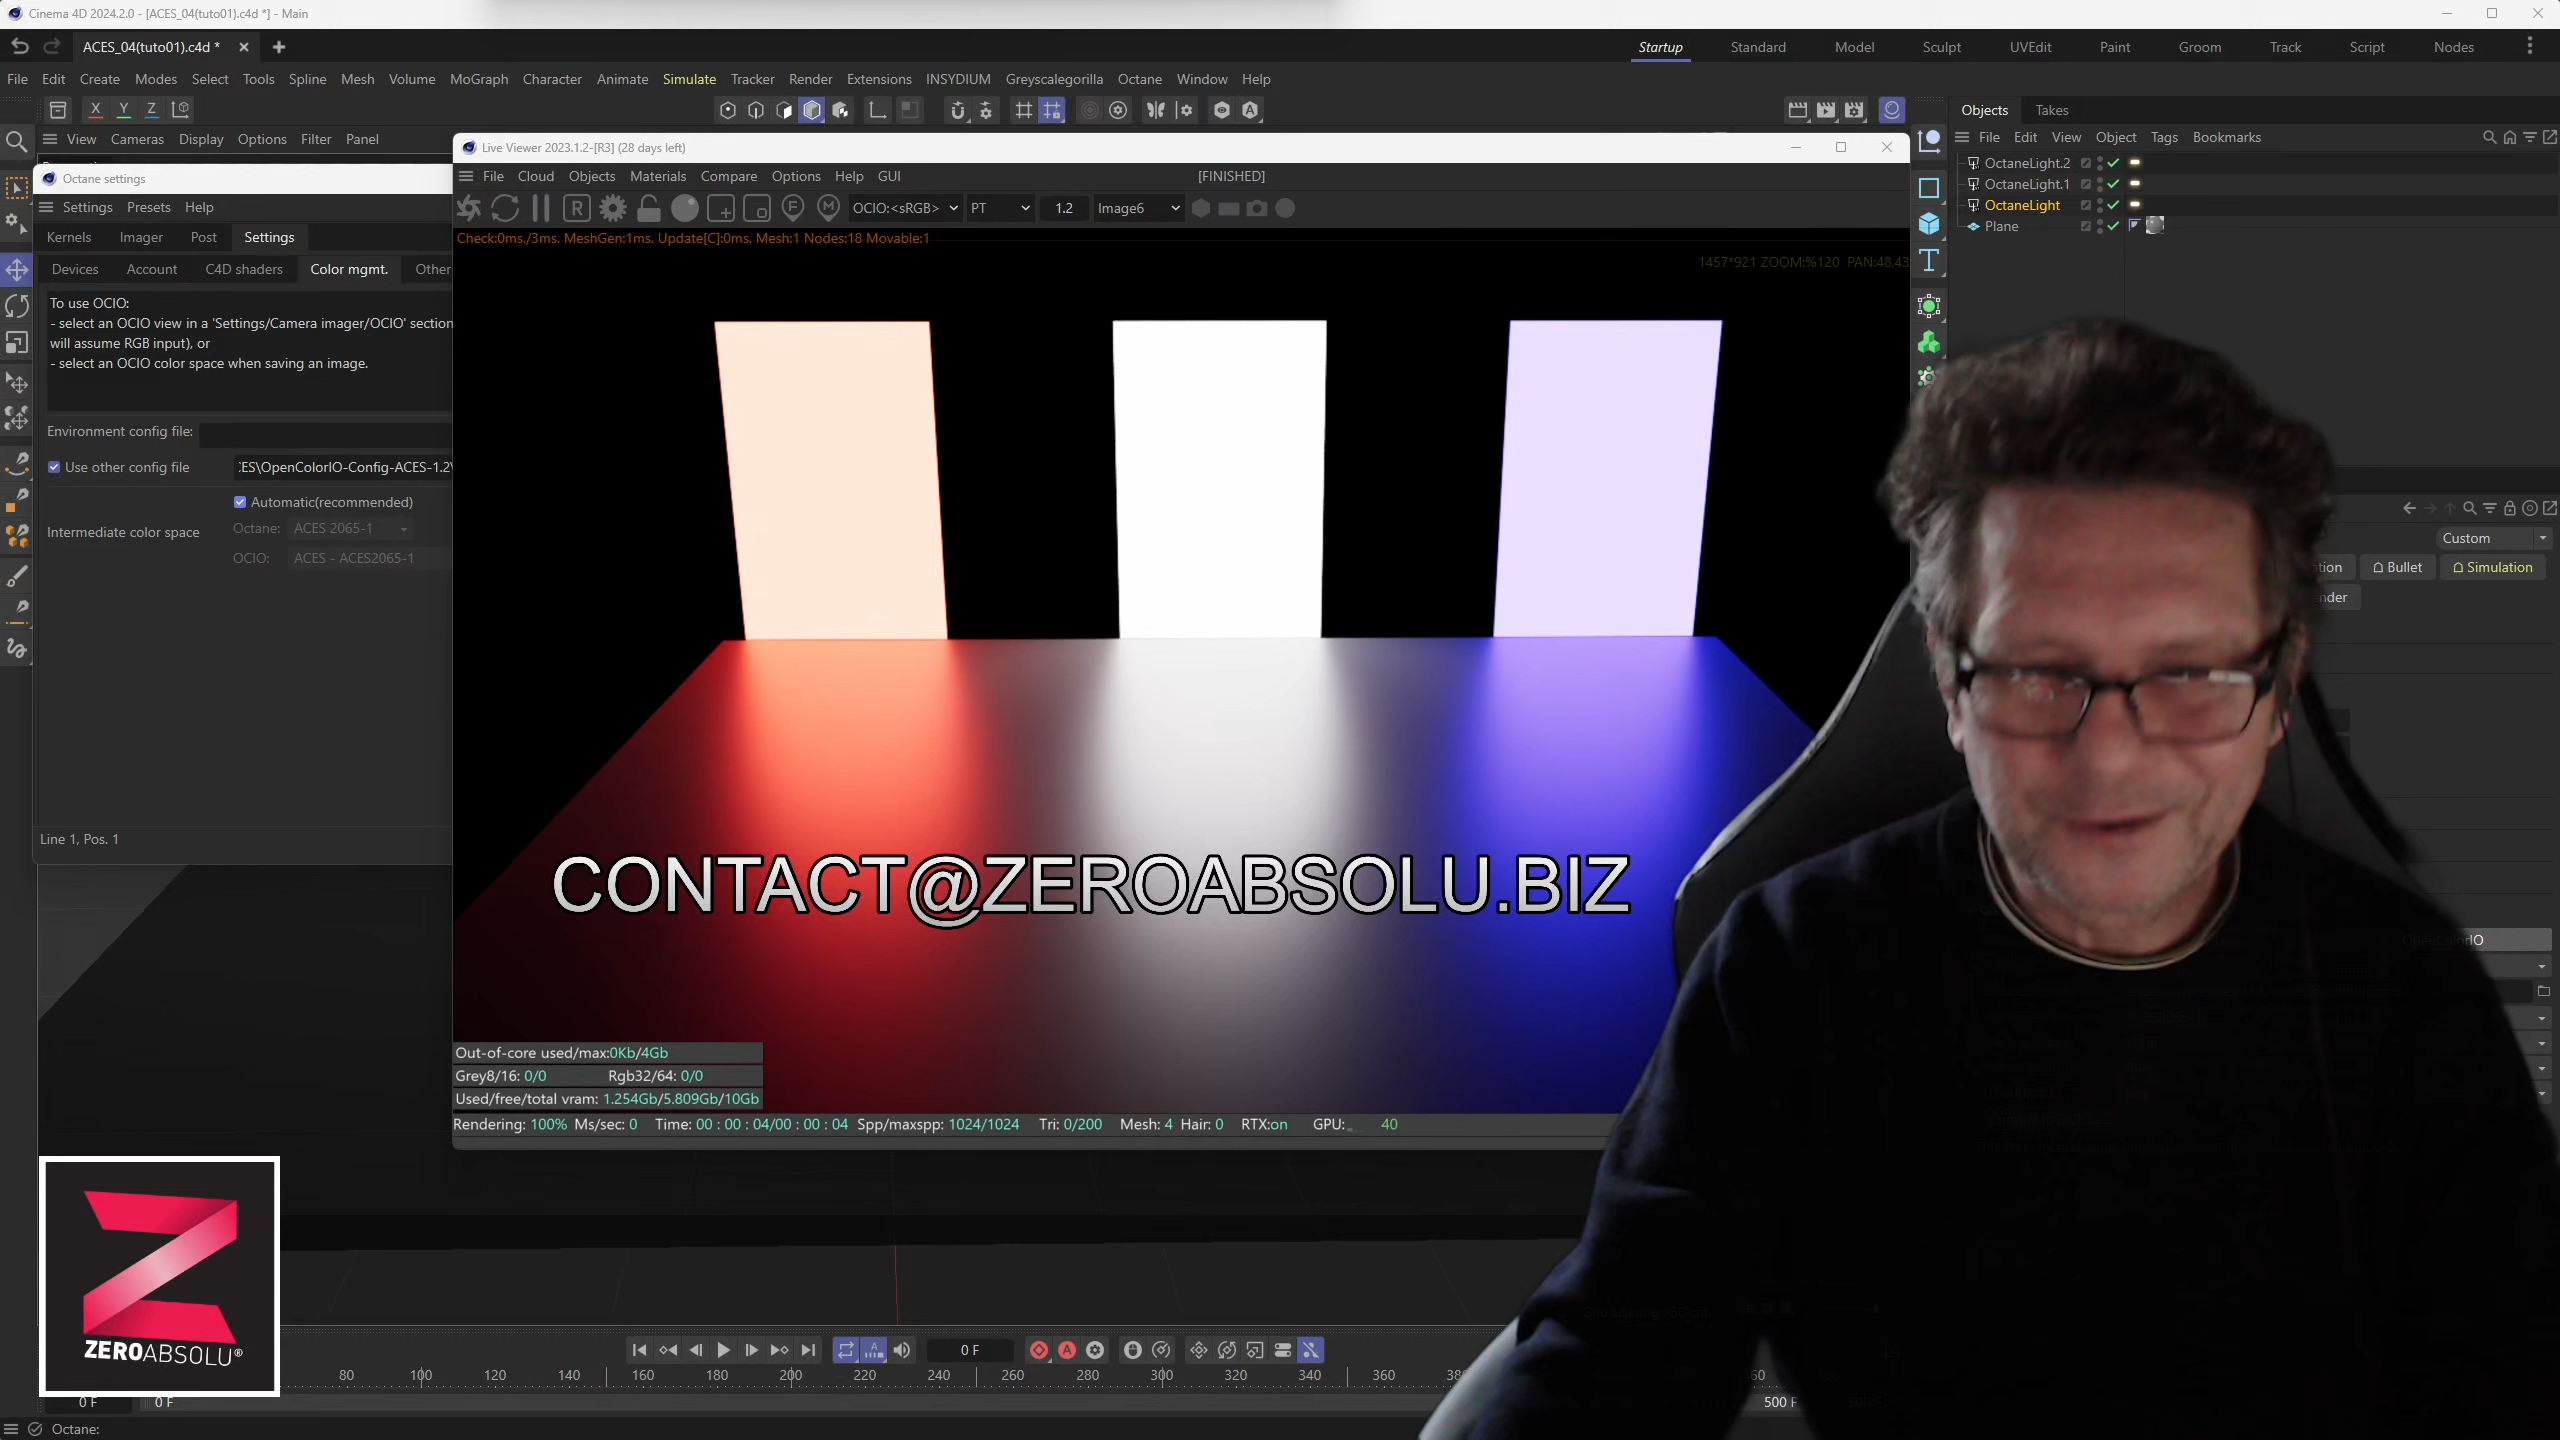 Cinema 4D 2024.2.0 - [ACES_04(tuto01).c4d *] - Main
ACES_04(tuto01).c4d *
Startup Standard Model Sculpt UVEdit Paint Groom Track Script Nodes
File Edit Create Modes Select Tools Spline Mesh Volume MoGraph Character Animate Simulate Tracker Render Extensions INSYDIUM Greyscalegorilla Octane Window Help
X Y Z
Objects Takes
View Cameras Display Options Filter Panel
File Edit View Object Tags Bookmarks
Live Viewer 2023.1.2-[R3] (28 days left)
OctaneLight.2
OctaneLight.1
OctaneLight
Plane
Octane settings
Settings Presets Help
File Cloud Objects Materials Compare Options Help GUI [FINISHED]
OCIO:<sRGB> PT 1.2 Image6
Kernels Imager Post Settings
Check:0ms./3ms. MeshGen:1ms. Update[C]:0ms. Mesh:1 Nodes:18 Movable:1
1457*921 ZOOM:%120 PAN:48,43
Devices Account C4D shaders Color mgmt. Other
To use OCIO:
- select an OCIO view in a 'Settings/Camera imager/OCIO' section
will assume RGB input), or
- select an OCIO color space when saving an image.
Environment config file:
Use other config file :ES\OpenColorIO-Config-ACES-1.2\
Automatic(recommended)
Intermediate color space
Octane: ACES 2065-1
OCIO: ACES - ACES2065-1
Line 1, Pos. 1
Custom
Bullet Simulation
CONTACT@ZEROABSOLU.BIZ
Out-of-core used/max:0Kb/4Gb
Grey8/16: 0/0 Rgb32/64: 0/0
Used/free/total vram: 1.254Gb/5.809Gb/10Gb
Rendering: 100% Ms/sec: 0 Time: 00 : 00 : 04/00 : 00 : 04 Spp/maxspp: 1024/1024 Tri: 0/200 Mesh: 4 Hair: 0 RTX:on GPU: 40
ZEROABSOLU®
0 F
80 100 120 140 160 180 200 220 240 260 280 300 320 340 360
0 F 0 F 500 F
Octane: